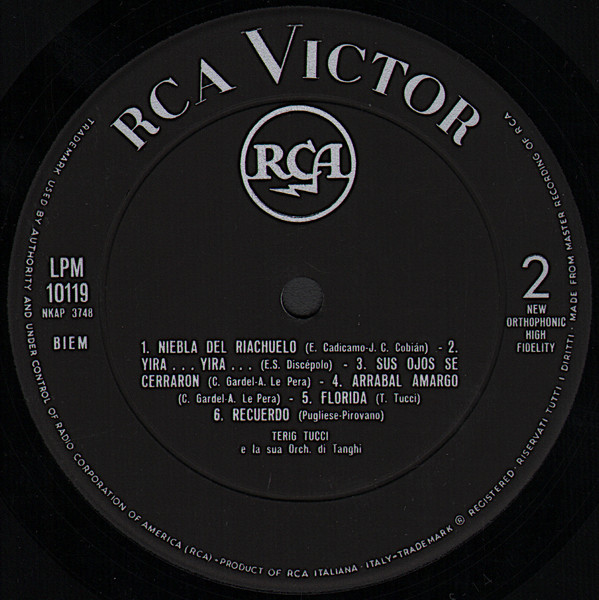 RCA VICTOR
RCA
LPM
10119
NKAP 3748
BIEM
2
NEW
ORTHOPHONIC
HIGH
FIDELITY
1. NIEBLA DEL RIACHUELO (E. Cadicamo-J. C. Cobián) - 2.
YIRA . . . YIRA . . . (E.S. Discépolo) - 3. SUS OJOS SE
CERRARON (C. Gardel-A. Le Pera) - 4. ARRABAL AMARGO
(C. Gardel-A. Le Pera) - 5. FLORIDA (T. Tucci)
6. RECUERDO (Pugliese-Pirovano)
TERIG TUCCI
e la sua Orch. di Tanghi
TRADEMARK USED BY AUTHORITY AND UNDER CONTROL OF RADIO CORPORATION OF AMERICA (RCA)-PRODUCT OF RCA ITALIANA · ITALY-TRADEMARK ® REGISTERED · RISERVATI TUTTI I DIRITTI · MADE FROM MASTER RECORDING OF RCA